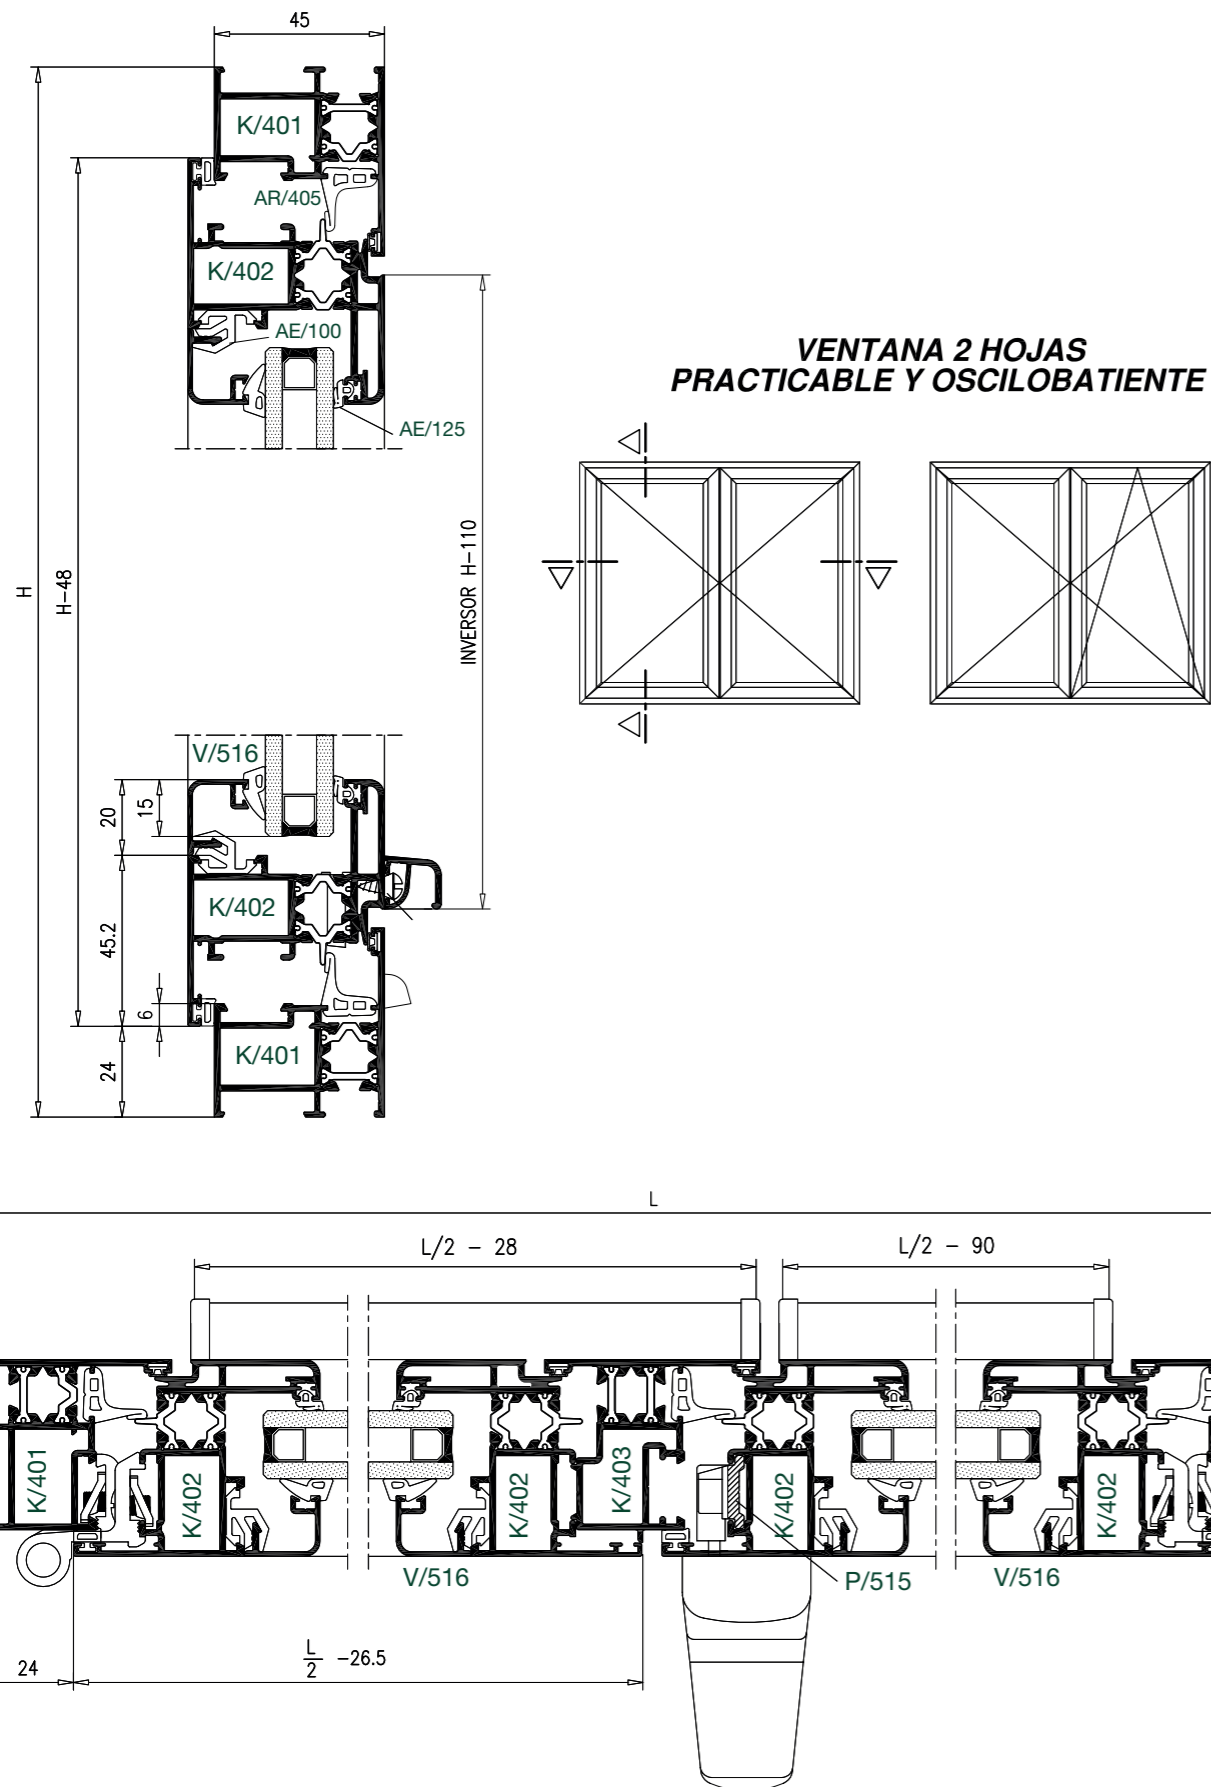 45
K/401
AR/405
K/402
AE/100
AE/125
H
H-48
INVERSOR H-110
VENTANA 2 HOJAS
PRACTICABLE Y OSCILOBATIENTE
V/516
20
15
K/402
45.2
6
K/401
24
L
L/2 - 28
L/2 - 90
K/401
K/402
K/402
K/403
K/402
K/402
V/516
P/515
V/516
24
L
2 -26.5